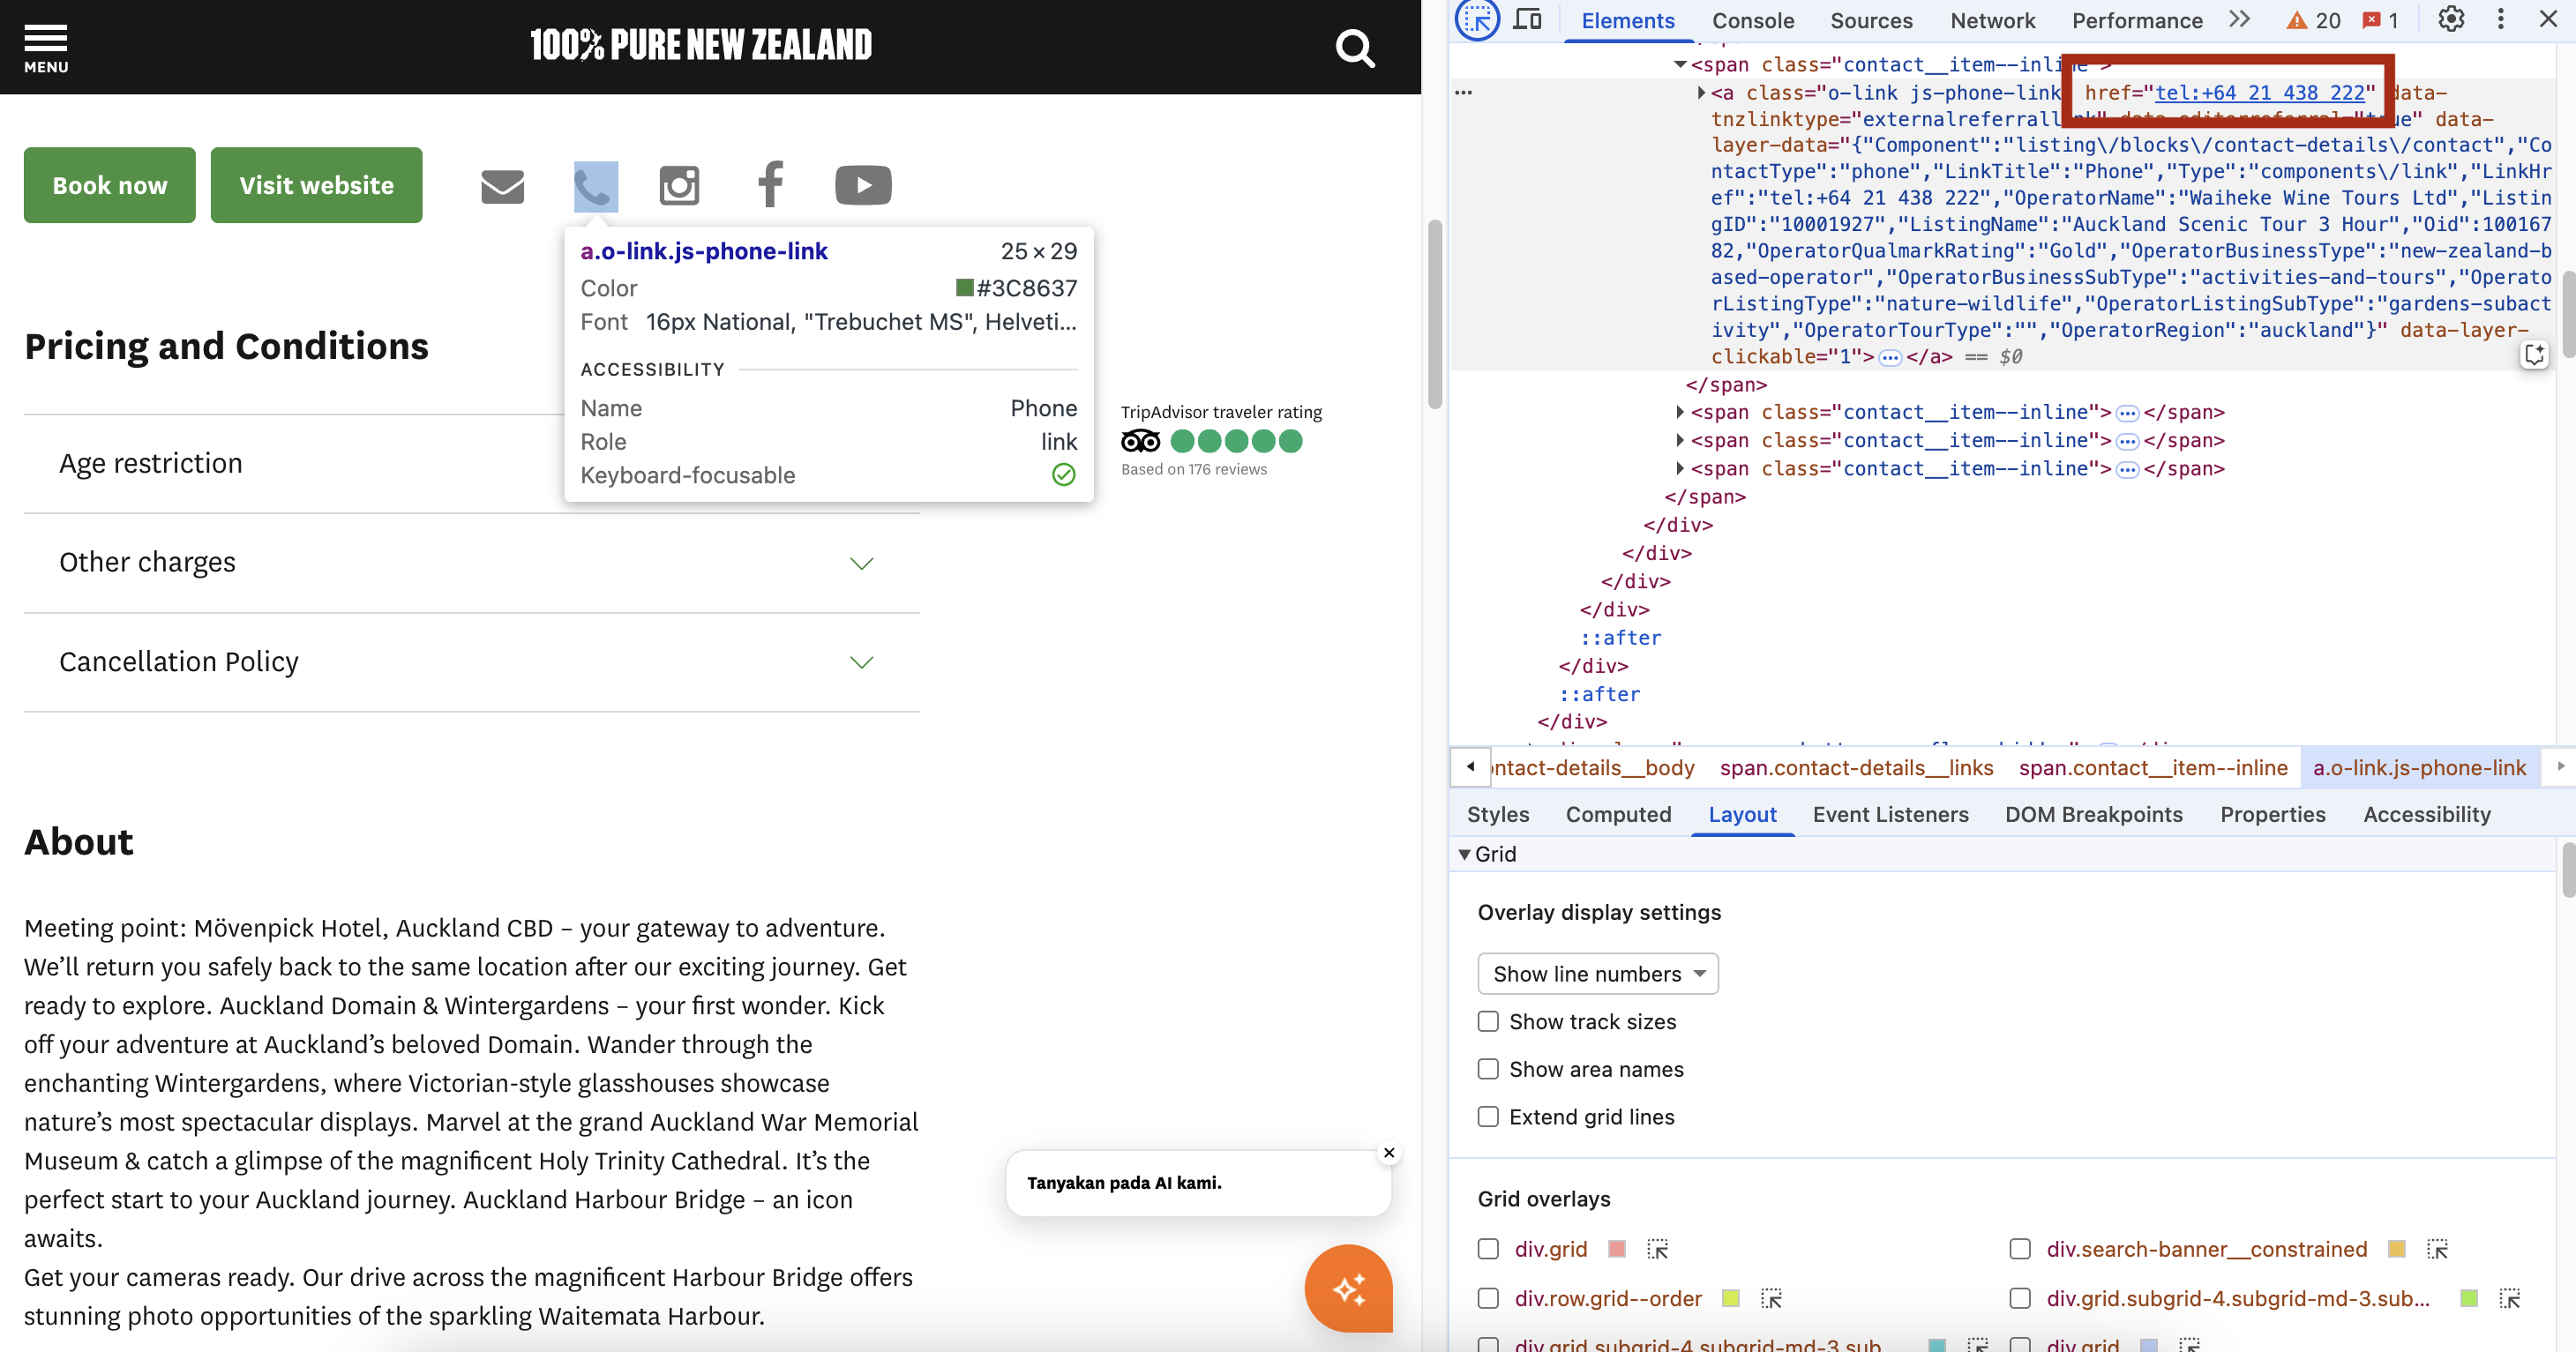 MENU
100% PURE NEW ZEALAND
Book now
Visit website
a.o-link.js-phone-link 25 × 29
Color #3C8637
Font 16px National, "Trebuchet MS", Helveti...
ACCESSIBILITY
Name Phone
Role link
Keyboard-focusable
Pricing and Conditions
Age restriction
Other charges
Cancellation Policy
TripAdvisor traveler rating
Based on 176 reviews
About
Meeting point: Mövenpick Hotel, Auckland CBD – your gateway to adventure.
We’ll return you safely back to the same location after our exciting journey. Get
ready to explore. Auckland Domain & Wintergardens – your first wonder. Kick
off your adventure at Auckland’s beloved Domain. Wander through the
enchanting Wintergardens, where Victorian-style glasshouses showcase
nature’s most spectacular displays. Marvel at the grand Auckland War Memorial
Museum & catch a glimpse of the magnificent Holy Trinity Cathedral. It’s the
perfect start to your Auckland journey. Auckland Harbour Bridge – an icon
awaits.
Get your cameras ready. Our drive across the magnificent Harbour Bridge offers
stunning photo opportunities of the sparkling Waitemata Harbour.
Tanyakan pada AI kami.
Elements Console Sources Network Performance 20 1
<span class="contact__item--inline">
<a class="o-link js-phone-link href="tel:+64 21 438 222" data-
tnzlinktype="externalreferrallink" data-editorreferral="true" data-
layer-data="{"Component":"listing\/blocks\/contact-details\/contact","Co
ntactType":"phone","LinkTitle":"Phone","Type":"components\/link","LinkHr
ef":"tel:+64 21 438 222","OperatorName":"Waiheke Wine Tours Ltd","Listin
gID":"10001927","ListingName":"Auckland Scenic Tour 3 Hour","Oid":100167
82,"OperatorQualmarkRating":"Gold","OperatorBusinessType":"new-zealand-b
ased-operator","OperatorBusinessSubType":"activities-and-tours","Operato
rListingType":"nature-wildlife","OperatorListingSubType":"gardens-subact
ivity","OperatorTourType":"","OperatorRegion":"auckland"}" data-layer-
clickable="1">…</a> == $0
</span>
<span class="contact__item--inline">…</span>
<span class="contact__item--inline">…</span>
<span class="contact__item--inline">…</span>
</span>
</div>
</div>
</div>
</div>
::after
</div>
::after
</div>
ontact-details__body span.contact-details__links span.contact__item--inline a.o-link.js-phone-link
Styles Computed Layout Event Listeners DOM Breakpoints Properties Accessibility
Grid
Overlay display settings
Show line numbers
Show track sizes
Show area names
Extend grid lines
Grid overlays
div.grid div.search-banner__constrained
div.row.grid--order div.grid.subgrid-4.subgrid-md-3.sub...
div.grid.subgrid-4.subgrid-md-3.sub... div.grid